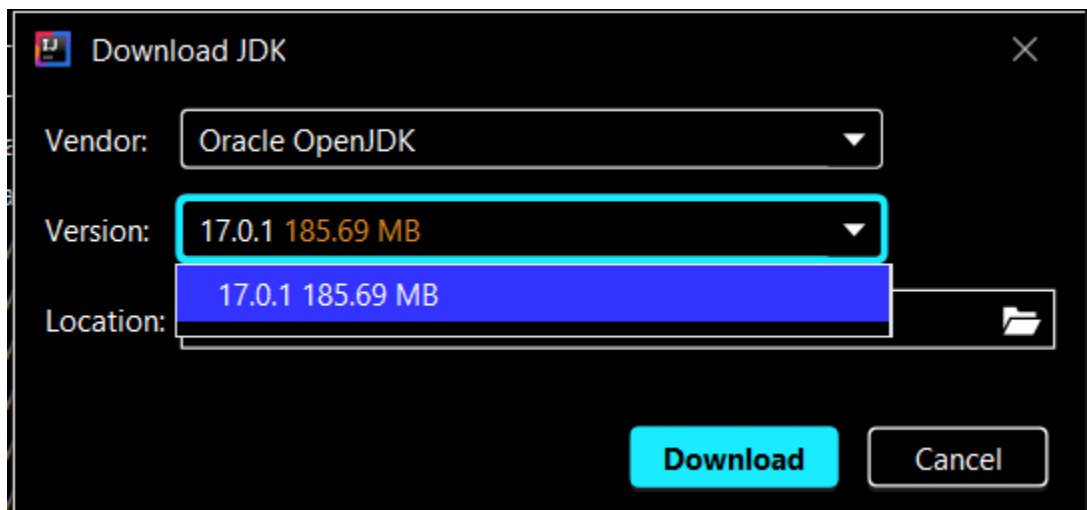 Download JDK
Vendor: Oracle OpenJDK
Version: 17.0.1 185.69 MB
17.0.1 185.69 MB
Location:
Download Cancel